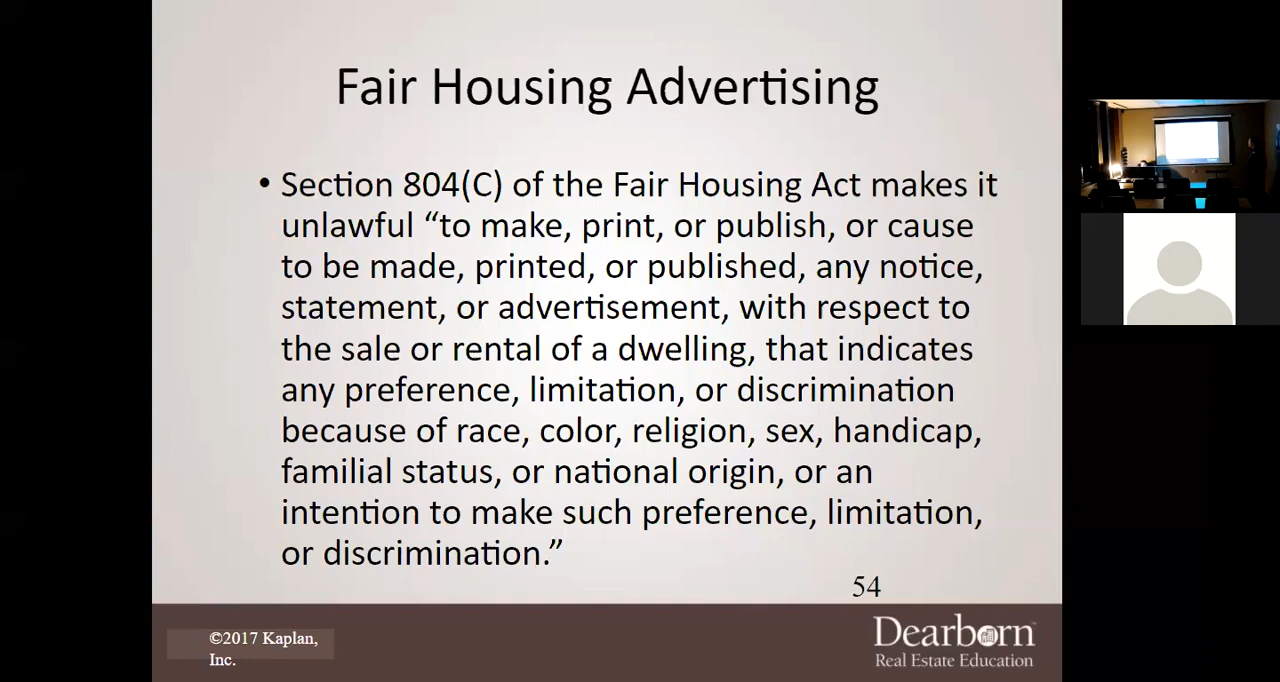 Fair Housing Advertising
• Section 804(C) of the Fair Housing Act makes it
unlawful “to make, print, or publish, or cause
to be made, printed, or published, any notice,
statement, or advertisement, with respect to
the sale or rental of a dwelling, that indicates
any preference, limitation, or discrimination
because of race, color, religion, sex, handicap,
familial status, or national origin, or an
intention to make such preference, limitation,
or discrimination.”
54
©2017 Kaplan,
Inc.
Dearborn™
Real Estate Education